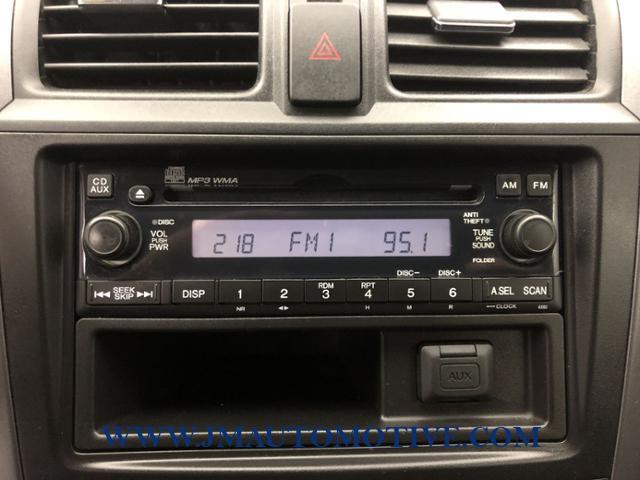 MP3 WMA
CD AUX
AM FM
DISC
ANTI THEFT
VOL PUSH PWR
218 FM1 95.1
TUNE PUSH SOUND
FOLDER
DISC- DISC+
SEEK SKIP
DISP 1 2 RDM 3 RPT 4 5 6 A.SEL SCAN
NR H M R CLOCK
AUX
WWW.JMAUTOMOTIVE.COM